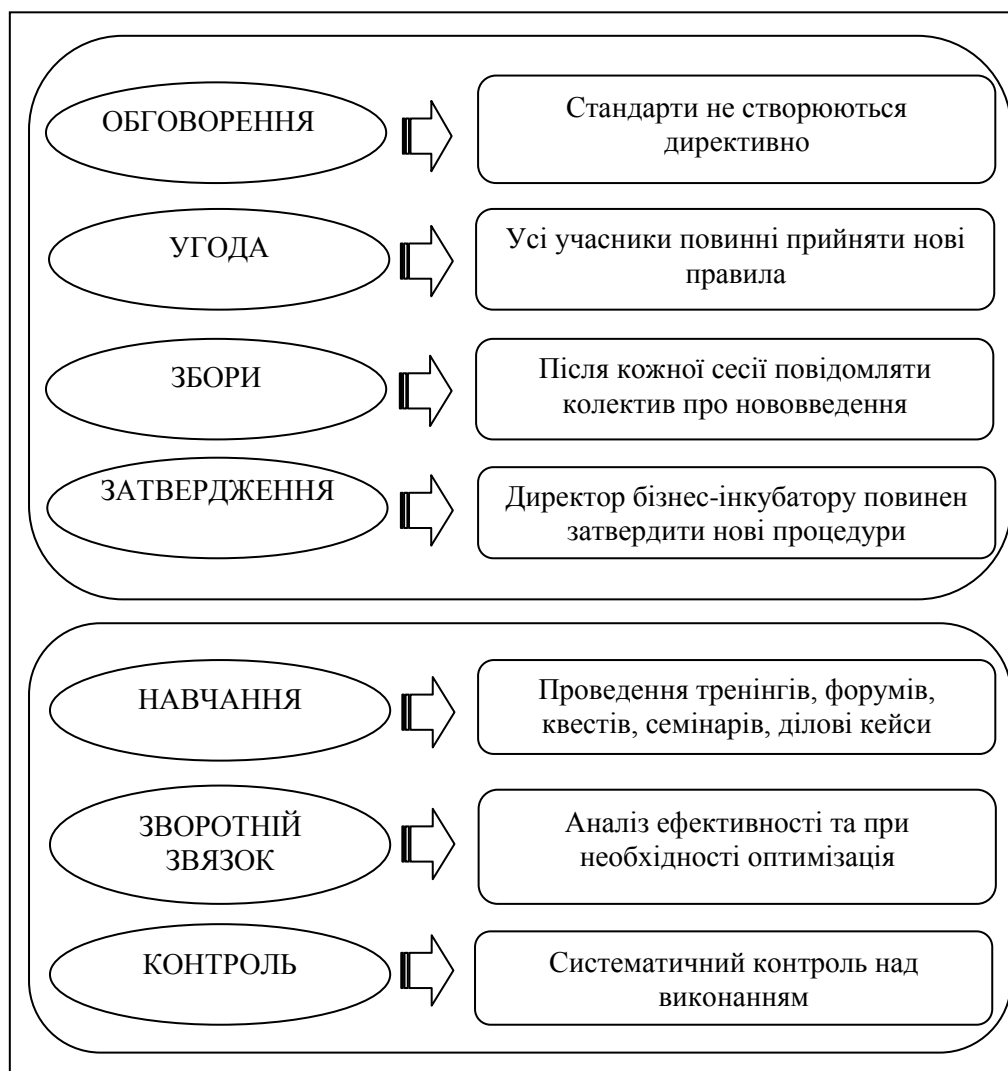 ОБГОВОРЕННЯ
Стандарти не створюються
директивно
УГОДА
Усі учасники повинні прийняти нові
правила
ЗБОРИ
Після кожної сесії повідомляти
колектив про нововведення
ЗАТВЕРДЖЕННЯ
Директор бізнес-інкубатору повинен
затвердити нові процедури
НАВЧАННЯ
Проведення тренінгів, форумів,
квестів, семінарів, ділові кейси
ЗВОРОТНІЙ
ЗВЯЗОК
Аналіз ефективності та при
необхідності оптимізація
КОНТРОЛЬ
Систематичний контроль над
виконанням